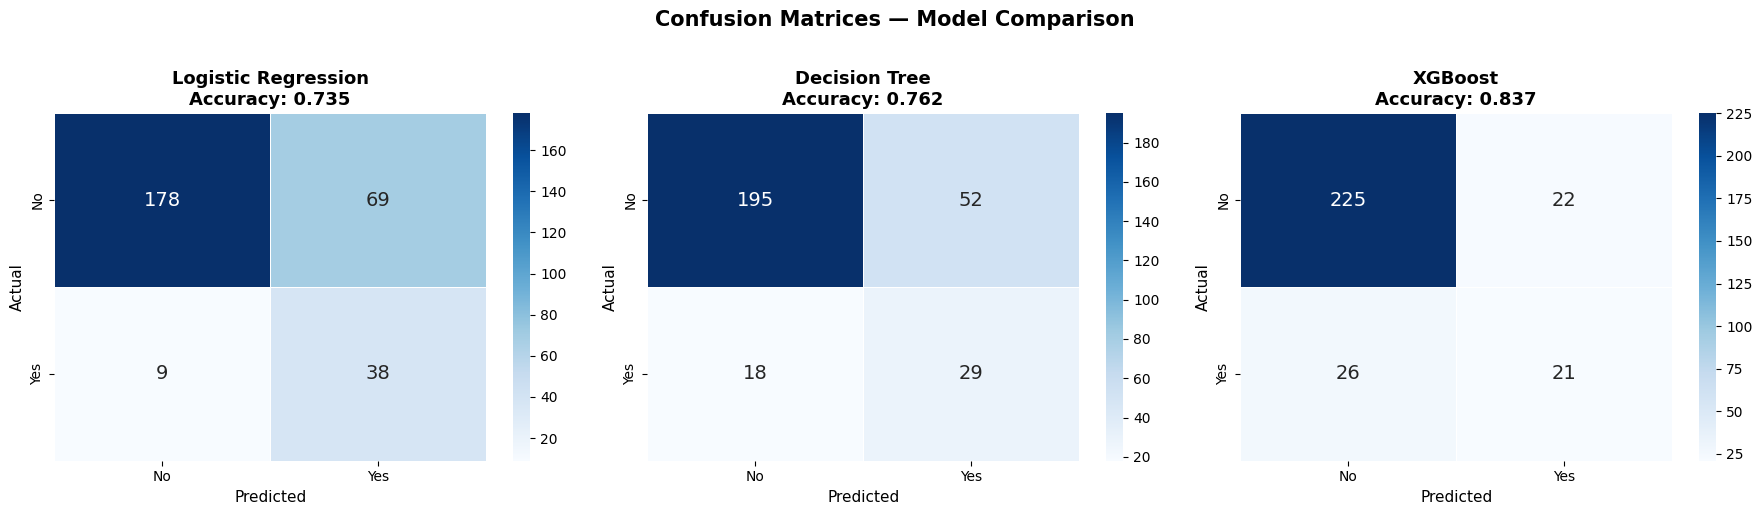 Confusion Matrices — Model Comparison
Logistic Regression
Accuracy: 0.735
No
Yes
Actual
178
69
9
38
No
Yes
Predicted
160
140
120
100
80
60
40
20
Decision Tree
Accuracy: 0.762
No
Yes
Actual
195
52
18
29
No
Yes
Predicted
180
160
140
120
100
80
60
40
20
XGBoost
Accuracy: 0.837
No
Yes
Actual
225
22
26
21
No
Yes
Predicted
225
200
175
150
125
100
75
50
25